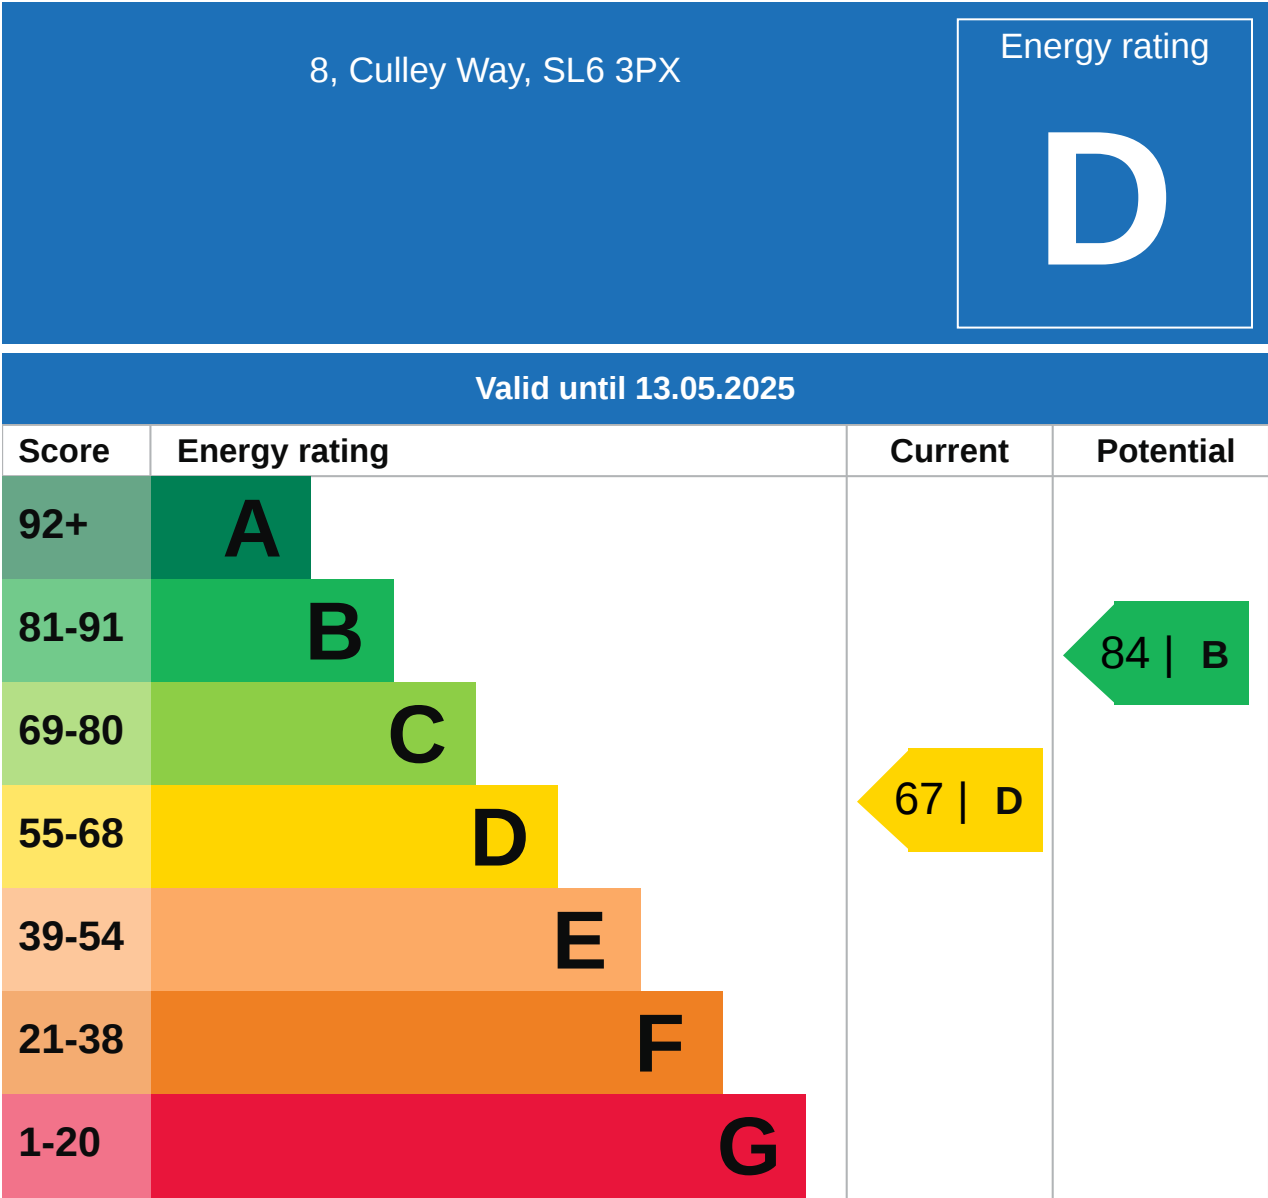 8, Culley Way, SL6 3PX
Energy rating
D
Valid until 13.05.2025
Score Energy rating Current Potential
92+ A
81-91 B
84 | B
69-80 C
67 | D
55-68 D
39-54 E
21-38 F
1-20 G